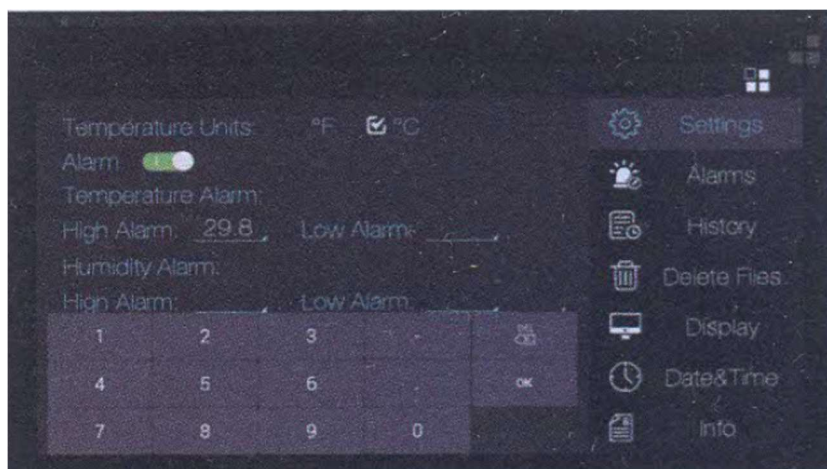 Temperature Units: °F °C
Alarm
Temperature Alarm:
High Alarm: 29.8 Low Alarm:
Humidity Alarm:
High Alarm: Low Alarm:
1 2 3 -
4 5 6 . OK
7 8 9 0
Settings
Alarms
History
Delete Files
Display
Date&Time
Info